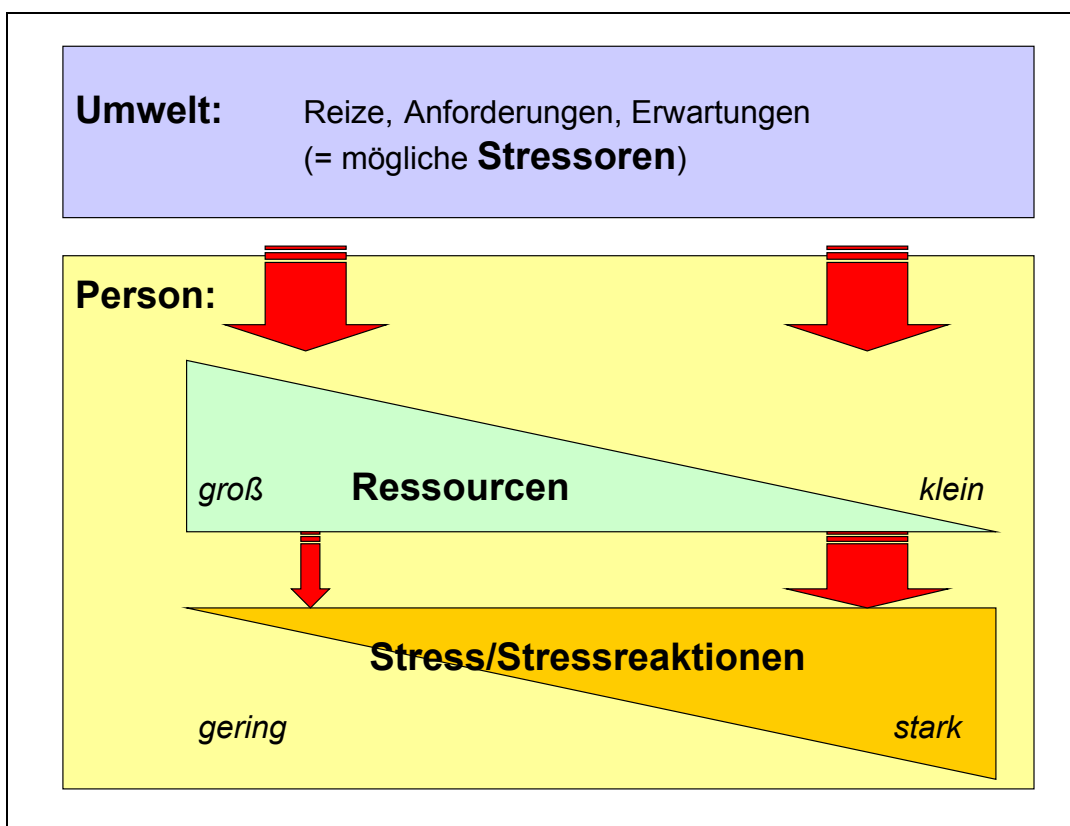 Umwelt: Reize, Anforderungen, Erwartungen
(= mögliche Stressoren)
Person:
groß Ressourcen klein
Stress/Stressreaktionen
gering stark